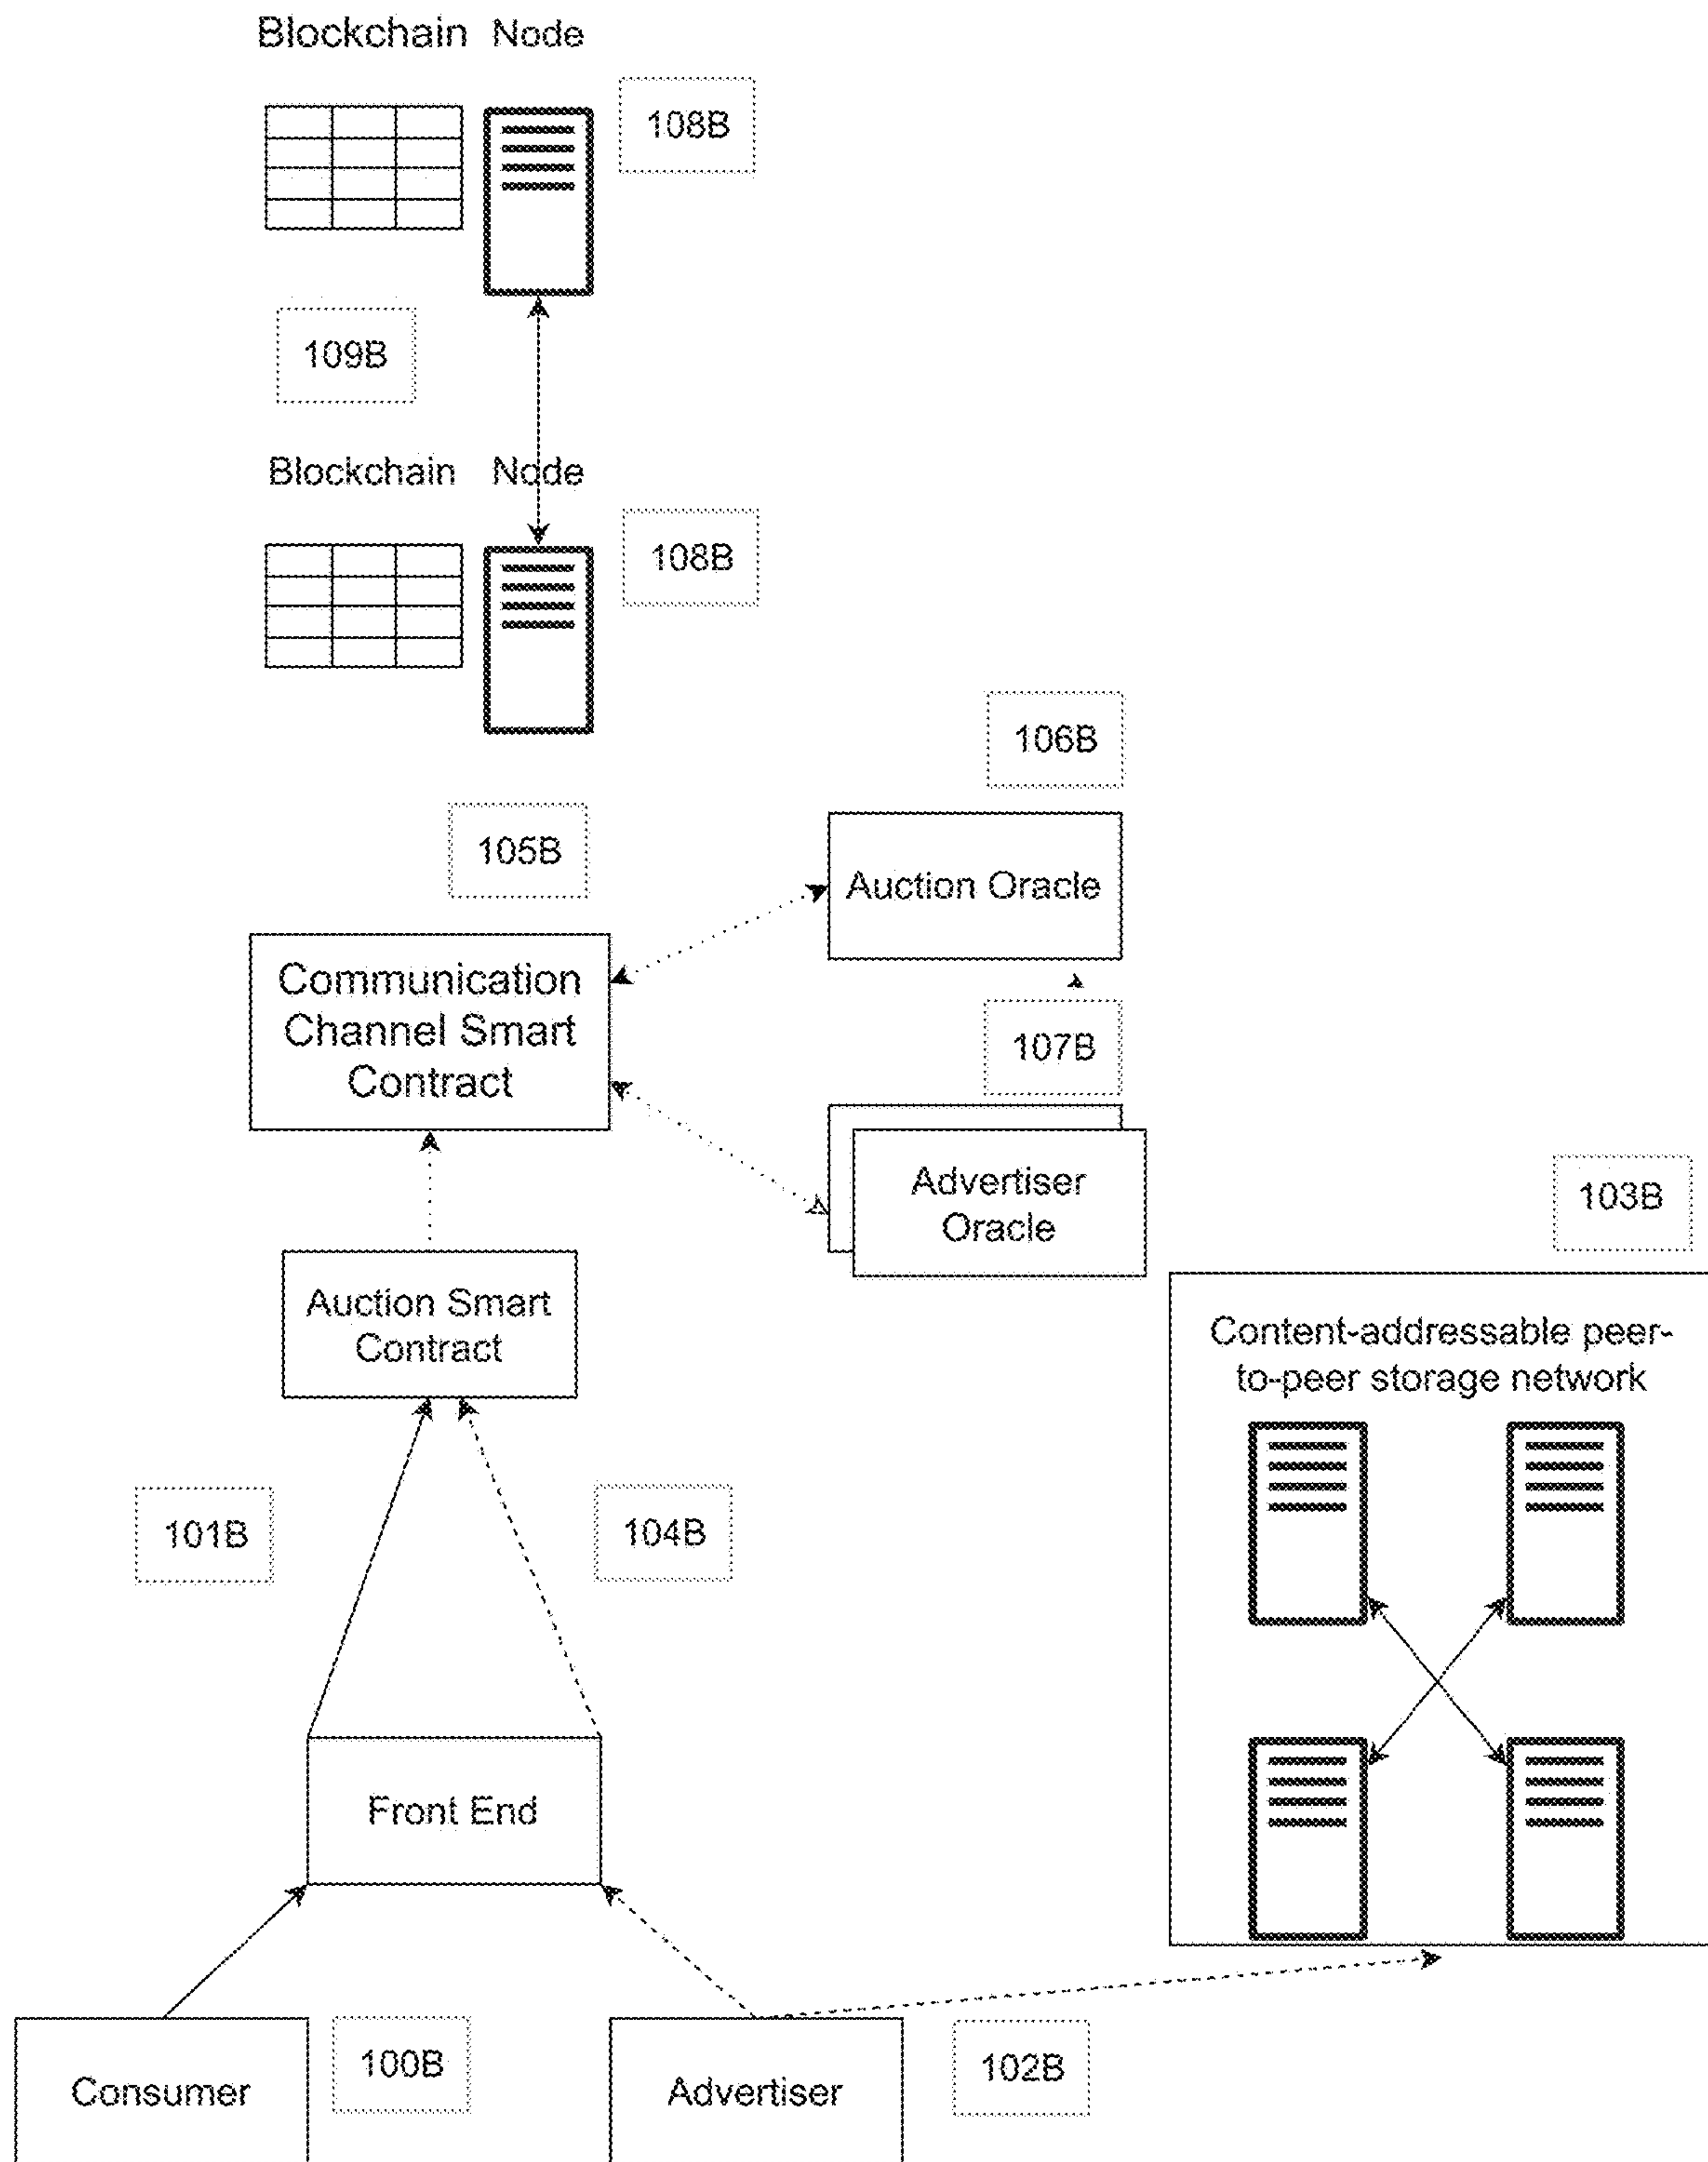 Blockchain Node
108B
109B
Blockchain Node
108B
106B
105B
Auction Oracle
Communication
Channel Smart
Contract
107B
Advertiser
Oracle
103B
Auction Smart
Contract
Content-addressable peer-
to-peer storage network
101B
104B
Front End
100B
102B
Consumer
Advertiser